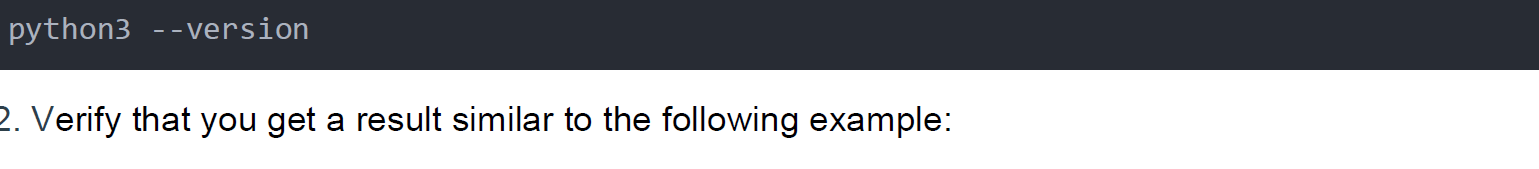 python3 --version
2. Verify that you get a result similar to the following example: